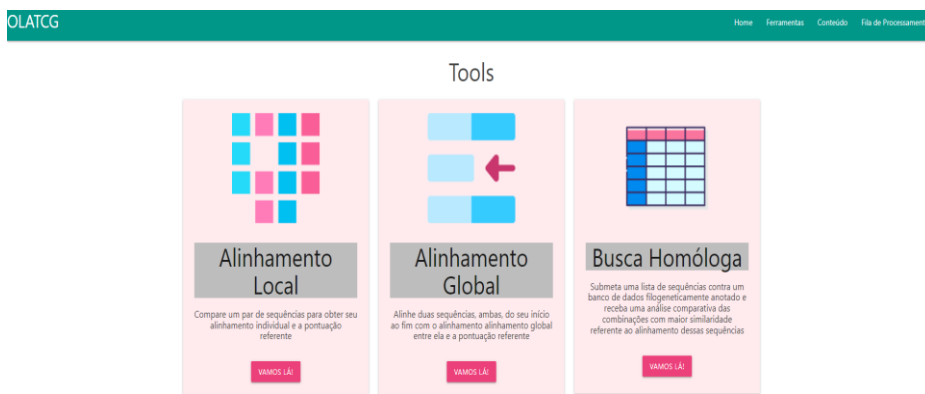 OLATCG
Home Ferramentas Conteúdo Fila de Processament
Tools
Alinhamento
Local
Compare um par de sequências para obter seu
alinhamento individual e a pontuação
referente
VAMOS LÁ!
Alinhamento
Global
Alinhe duas sequências, ambas, do seu início
ao fim com o alinhamento alinhamento global
entre ela e a pontuação referente
VAMOS LÁ!
Busca Homóloga
Submeta uma lista de sequências contra um
banco de dados filogeneticamente anotado e
receba uma análise comparativa das
combinações com maior similaridade
referente ao alinhamento dessas sequências
VAMOS LÁ!